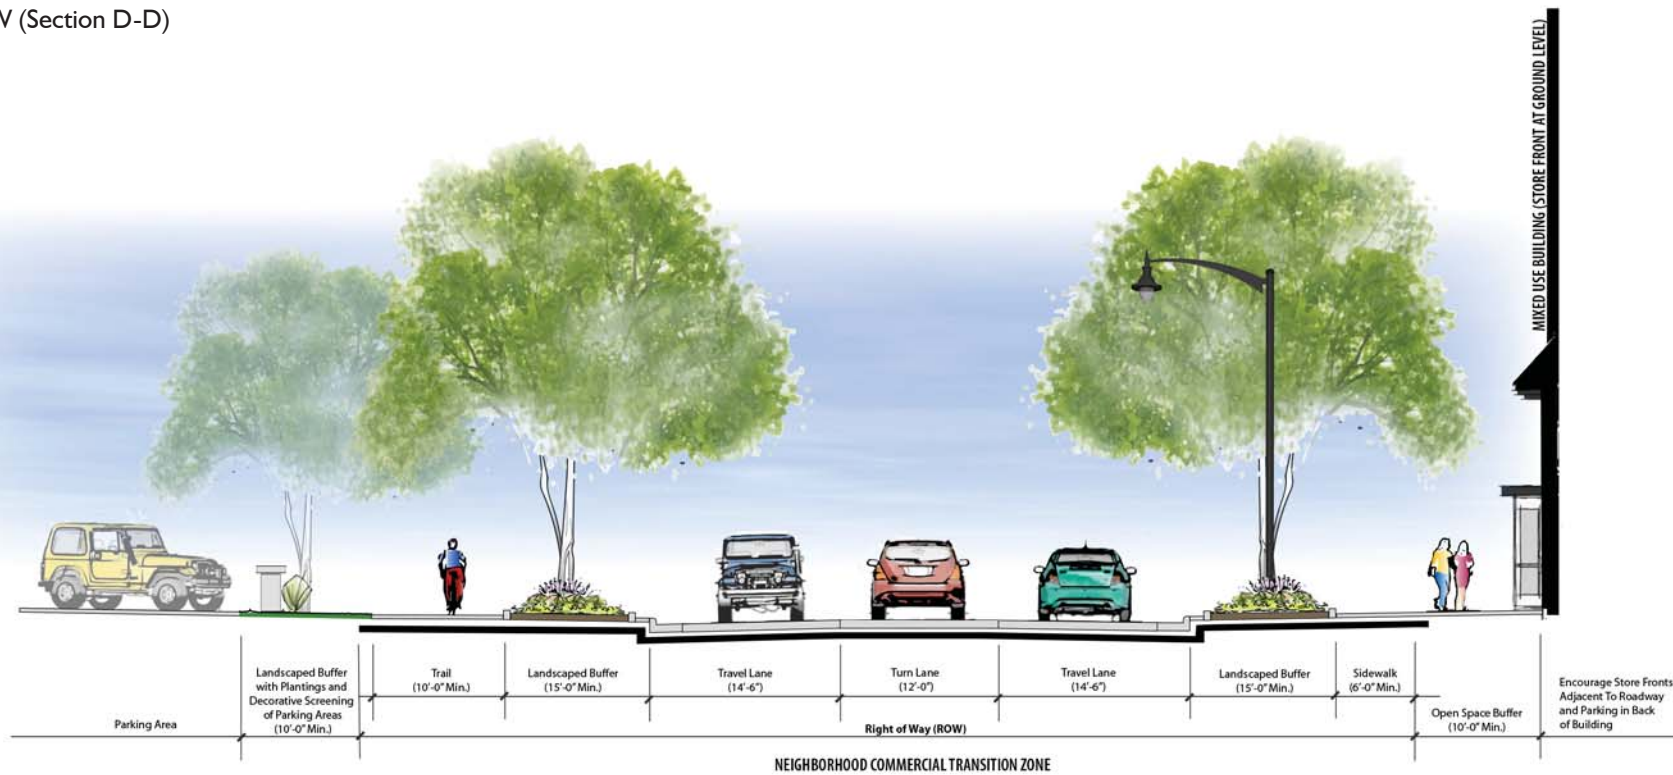 (Section D-D)
MIXED USE BUILDING (STORE FRONT AT GROUND LEVEL)
Landscaped Buffer
with Plantings and
Decorative Screening
of Parking Areas
(10'-0" Min.)
Trail
(10'-0" Min.)
Landscaped Buffer
(15'-0" Min.)
Travel Lane
(14'-6")
Turn Lane
(12'-0")
Travel Lane
(14'-6")
Landscaped Buffer
(15'-0" Min.)
Sidewalk
(6'-0" Min.)
Encourage Store Fronts
Adjacent To Roadway
and Parking in Back
of Building
Parking Area
Right of Way (ROW)
Open Space Buffer
(10'-0" Min.)
NEIGHBORHOOD COMMERCIAL TRANSITION ZONE